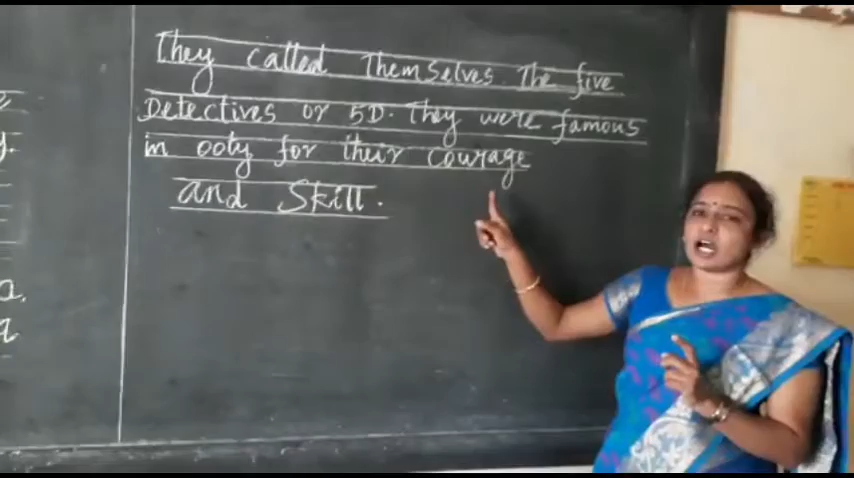 They called Themselves The five
Detectives or 5D. They were famous
in ooty for their courage
and Skill.
y.
a.
q